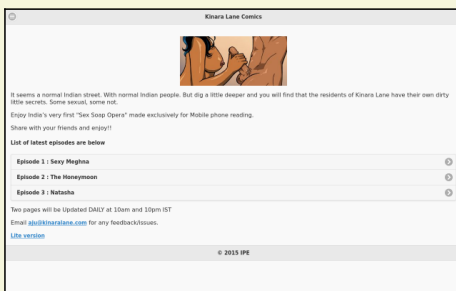 Kinara Lane Comics
It seems a normal Indian street. With normal Indian people. But dig a little deeper and you will find that the residents of Kinara Lane have their own dirty
little secrets. Some sexual, some not.
Enjoy India's very first "Sex Soap Opera" made exclusively for Mobile phone reading.
Share with your friends and enjoy!!
List of latest episodes are below
Episode 1 : Sexy Meghna
Episode 2 : The Honeymoon
Episode 3 : Natasha
Two pages will be Updated DAILY at 10am and 10pm IST
Email aju@kinaralane.com for any feedback/issues.
Lite version
© 2015 IPE